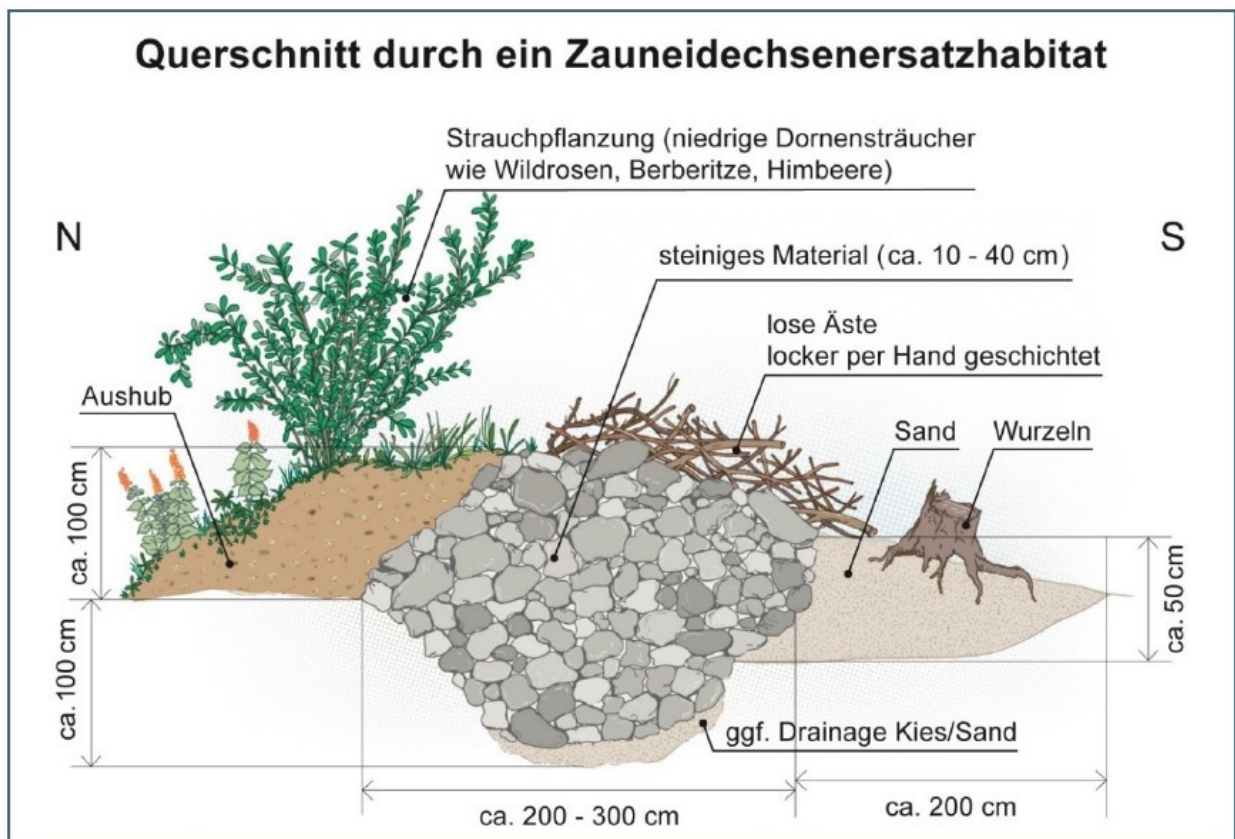 Querschnitt durch ein Zauneidechsenersatzhabitat
Strauchpflanzung (niedrige Dornensträucher
wie Wildrosen, Berberitze, Himbeere)
N
S
steiniges Material (ca. 10 - 40 cm)
lose Äste
locker per Hand geschichtet
Aushub
Sand
Wurzeln
ca. 100 cm
ca. 50 cm
ca. 100 cm
ggf. Drainage Kies/Sand
ca. 200 - 300 cm
ca. 200 cm